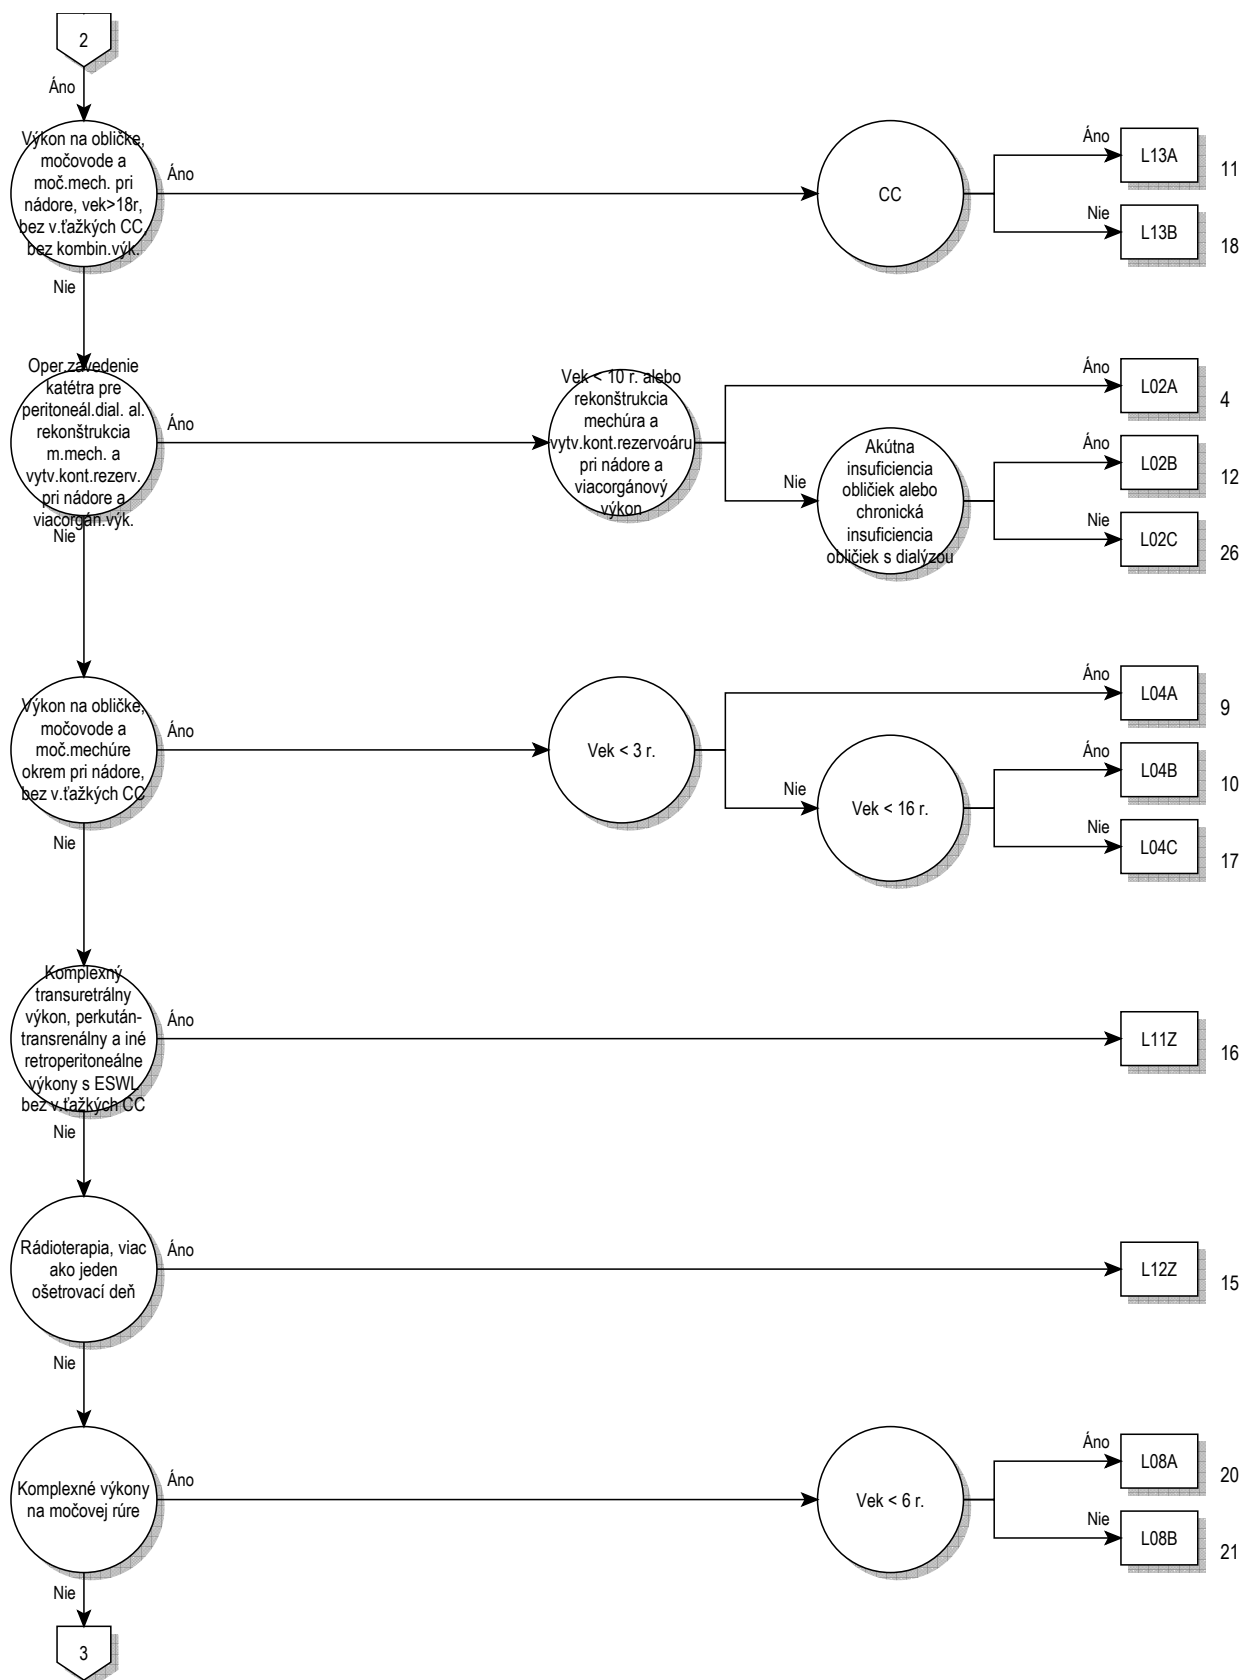 2
Áno
Výkon na obličke,
močovode a
moč.mech. pri
nádore, vek>18r,
bez v.ťažkých CC
bez kombin.výk.
Áno
CC
Áno
L13A
11
Nie
L13B
18
Nie
Oper.zavedenie
katétra pre
peritoneál.dial. al.
rekonštrukcia
m.mech. a
vytv.kont.rezerv.
pri nádore a
viacorgán.výk.
Áno
Vek < 10 r. alebo
rekonštrukcia
mechúra a
vytv.kont.rezervoáru
pri nádore a
viacorgánový
výkon
Áno
L02A
4
Nie
Akútna
insuficiencia
obličiek alebo
chronická
insuficiencia
obličiek s dialýzou
Áno
L02B
12
Nie
L02C
26
Nie
Výkon na obličke,
močovode a
moč.mechúre
okrem pri nádore,
bez v.ťažkých CC
Áno
Vek < 3 r.
Áno
L04A
9
Nie
Vek < 16 r.
Áno
L04B
10
Nie
L04C
17
Nie
Komplexný
transuretrálny
výkon, perkután-
transrenálny a iné
retroperitoneálne
výkony s ESWL
bez v.ťažkých CC
Áno
L11Z
16
Nie
Rádioterapia, viac
ako jeden
ošetrovací deň
Áno
L12Z
15
Nie
Komplexné výkony
na močovej rúre
Áno
Vek < 6 r.
Áno
L08A
20
Nie
L08B
21
Nie
3